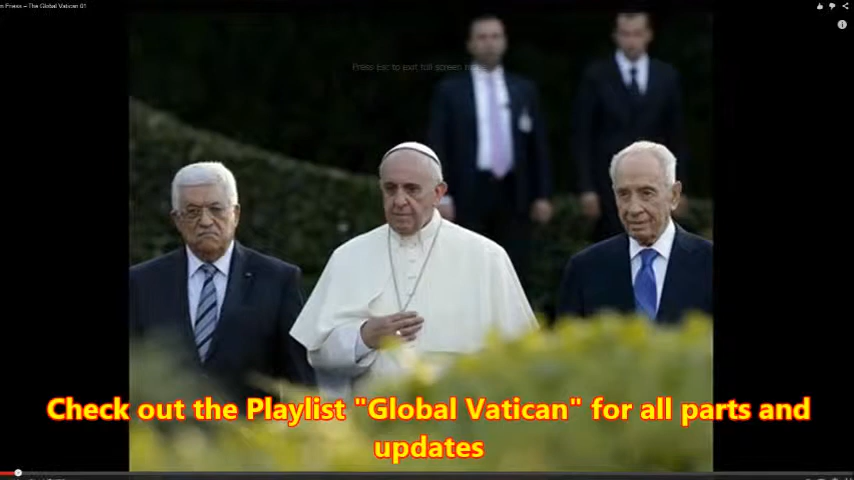 The Global Vatican 01
Press Esc to exit full screen mode
Check out the Playlist "Global Vatican" for all parts and
updates